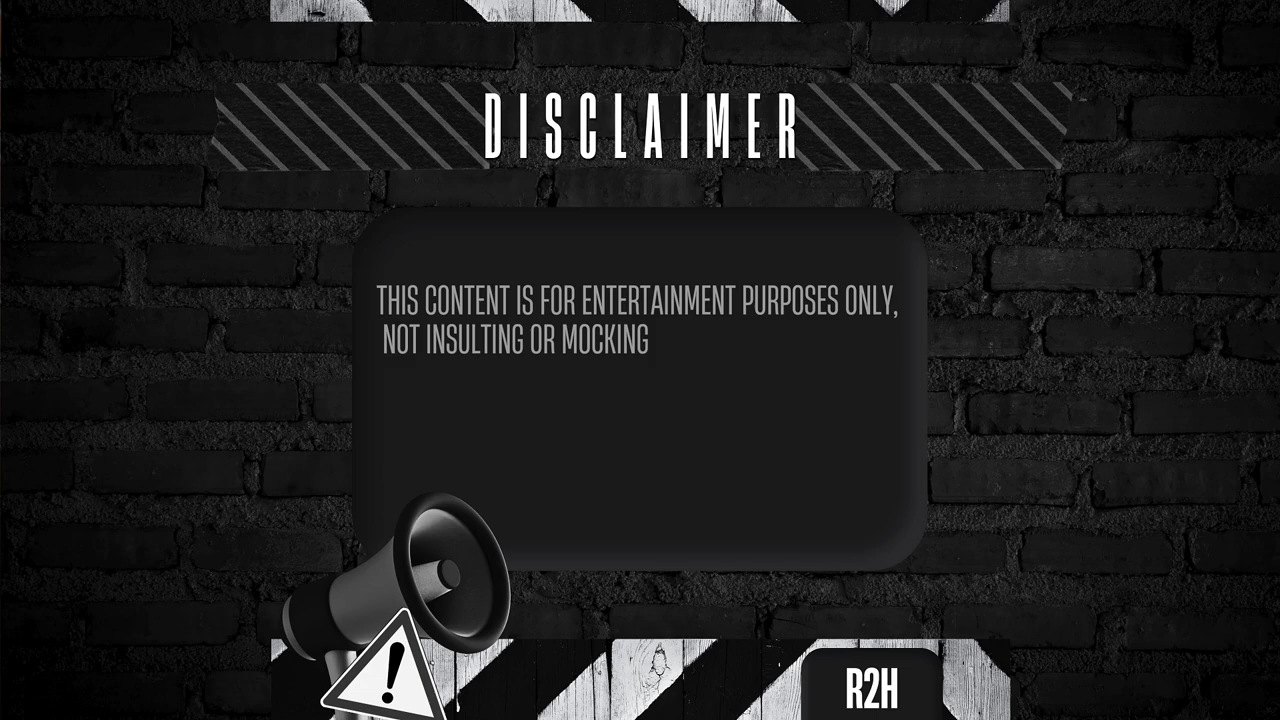 DISCLAIMER
THIS CONTENT IS FOR ENTERTAINMENT PURPOSES ONLY,
NOT INSULTING OR MOCKING
R2H